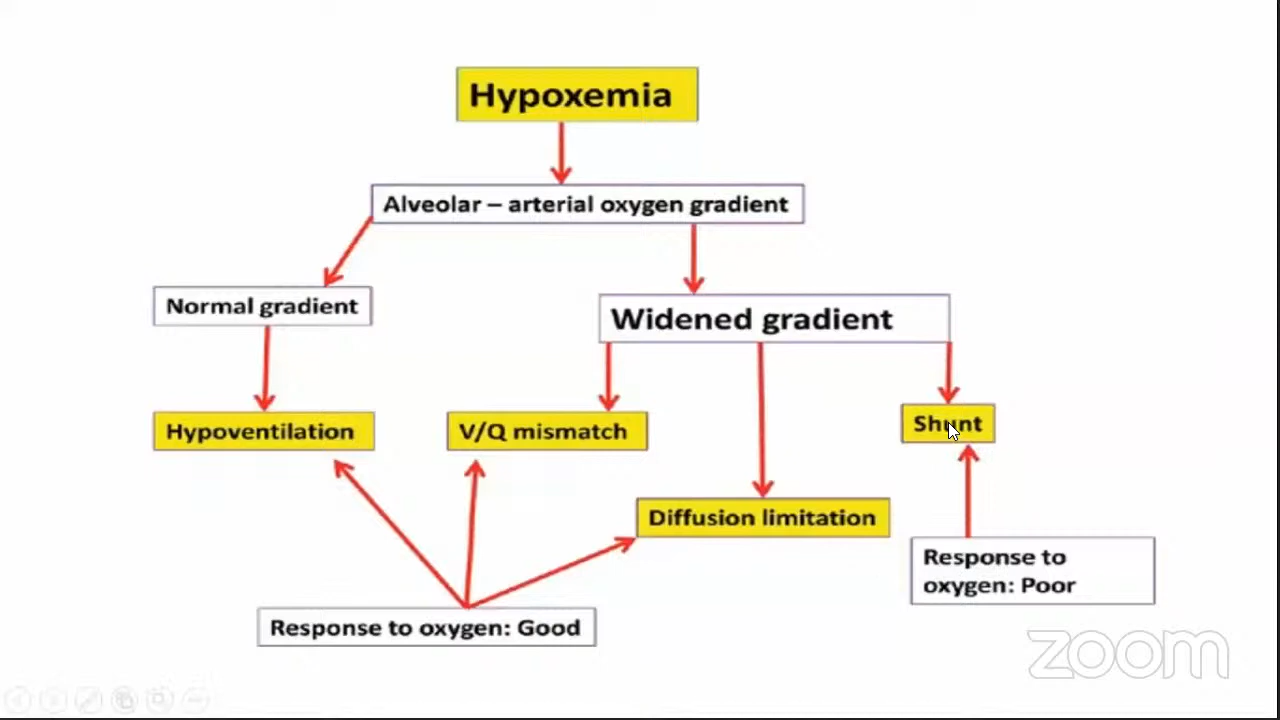 Hypoxemia
Alveolar – arterial oxygen gradient
Normal gradient
Widened gradient
Hypoventilation
V/Q mismatch
Shunt
Diffusion limitation
Response to
oxygen: Poor
Response to oxygen: Good
zoom